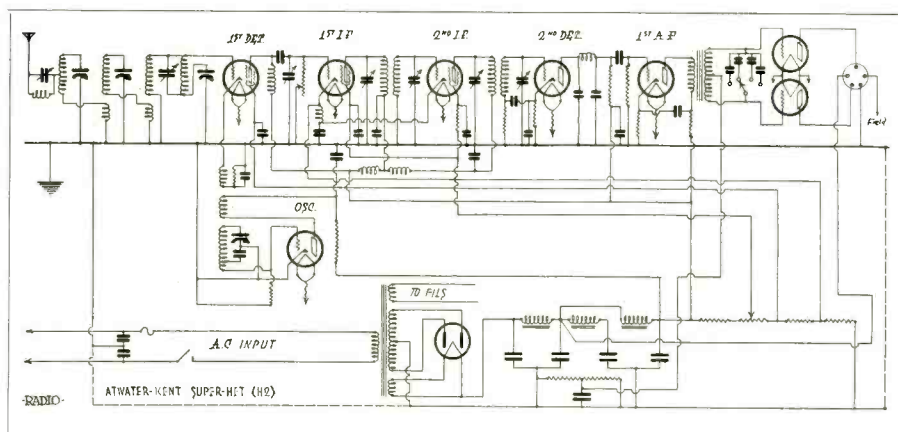 1ST DET.
1ST I.F.
2ND I.F.
2ND DET.
1ST A.F.
Field
OSC.
TO FILS
A.C INPUT
ATWATER-KENT SUPER-HET (H2)
-RADIO-